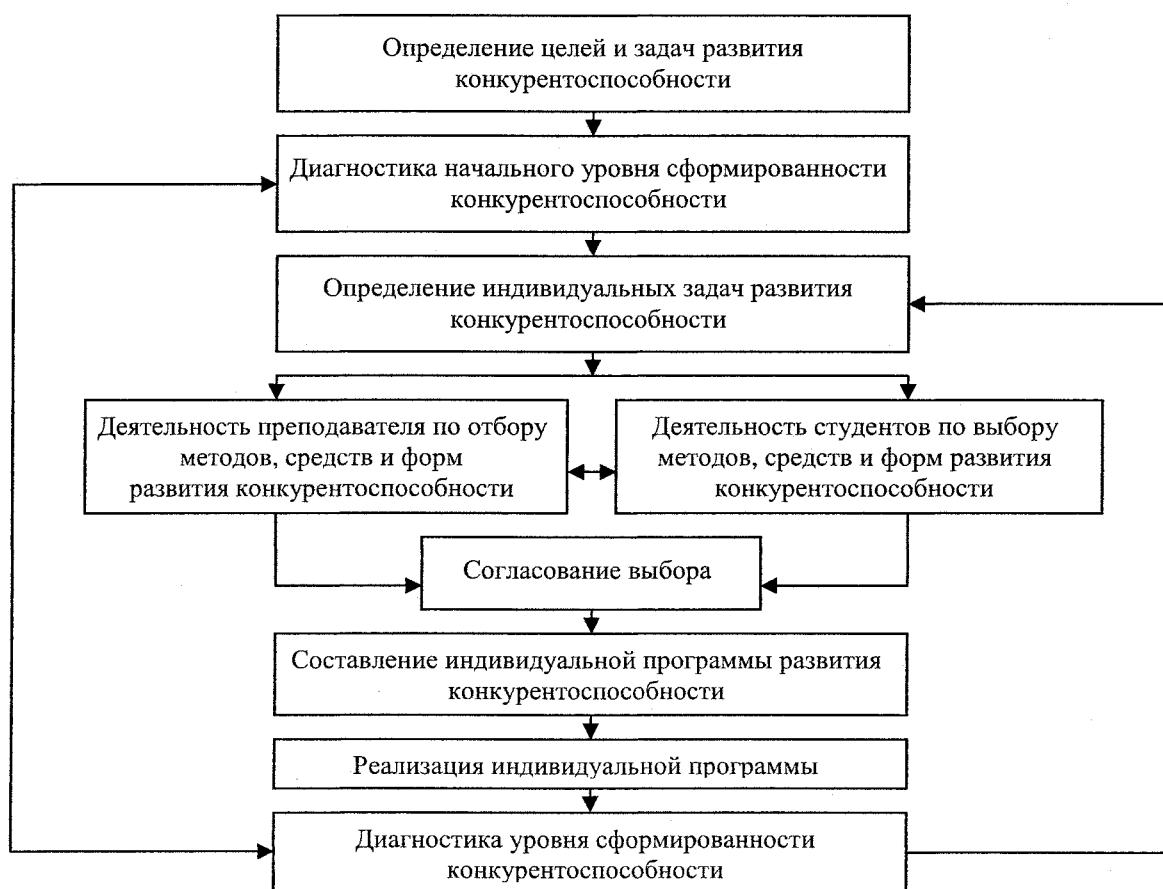 Определение целей и задач развития
конкурентоспособности
Диагностика начального уровня сформированности
конкурентоспособности
Определение индивидуальных задач развития
конкурентоспособности
Деятельность преподавателя по отбору
методов, средств и форм
развития конкурентоспособности
Деятельность студентов по выбору
методов, средств и форм развития
конкурентоспособности
Согласование выбора
Составление индивидуальной программы развития
конкурентоспособности
Реализация индивидуальной программы
Диагностика уровня сформированности
конкурентоспособности